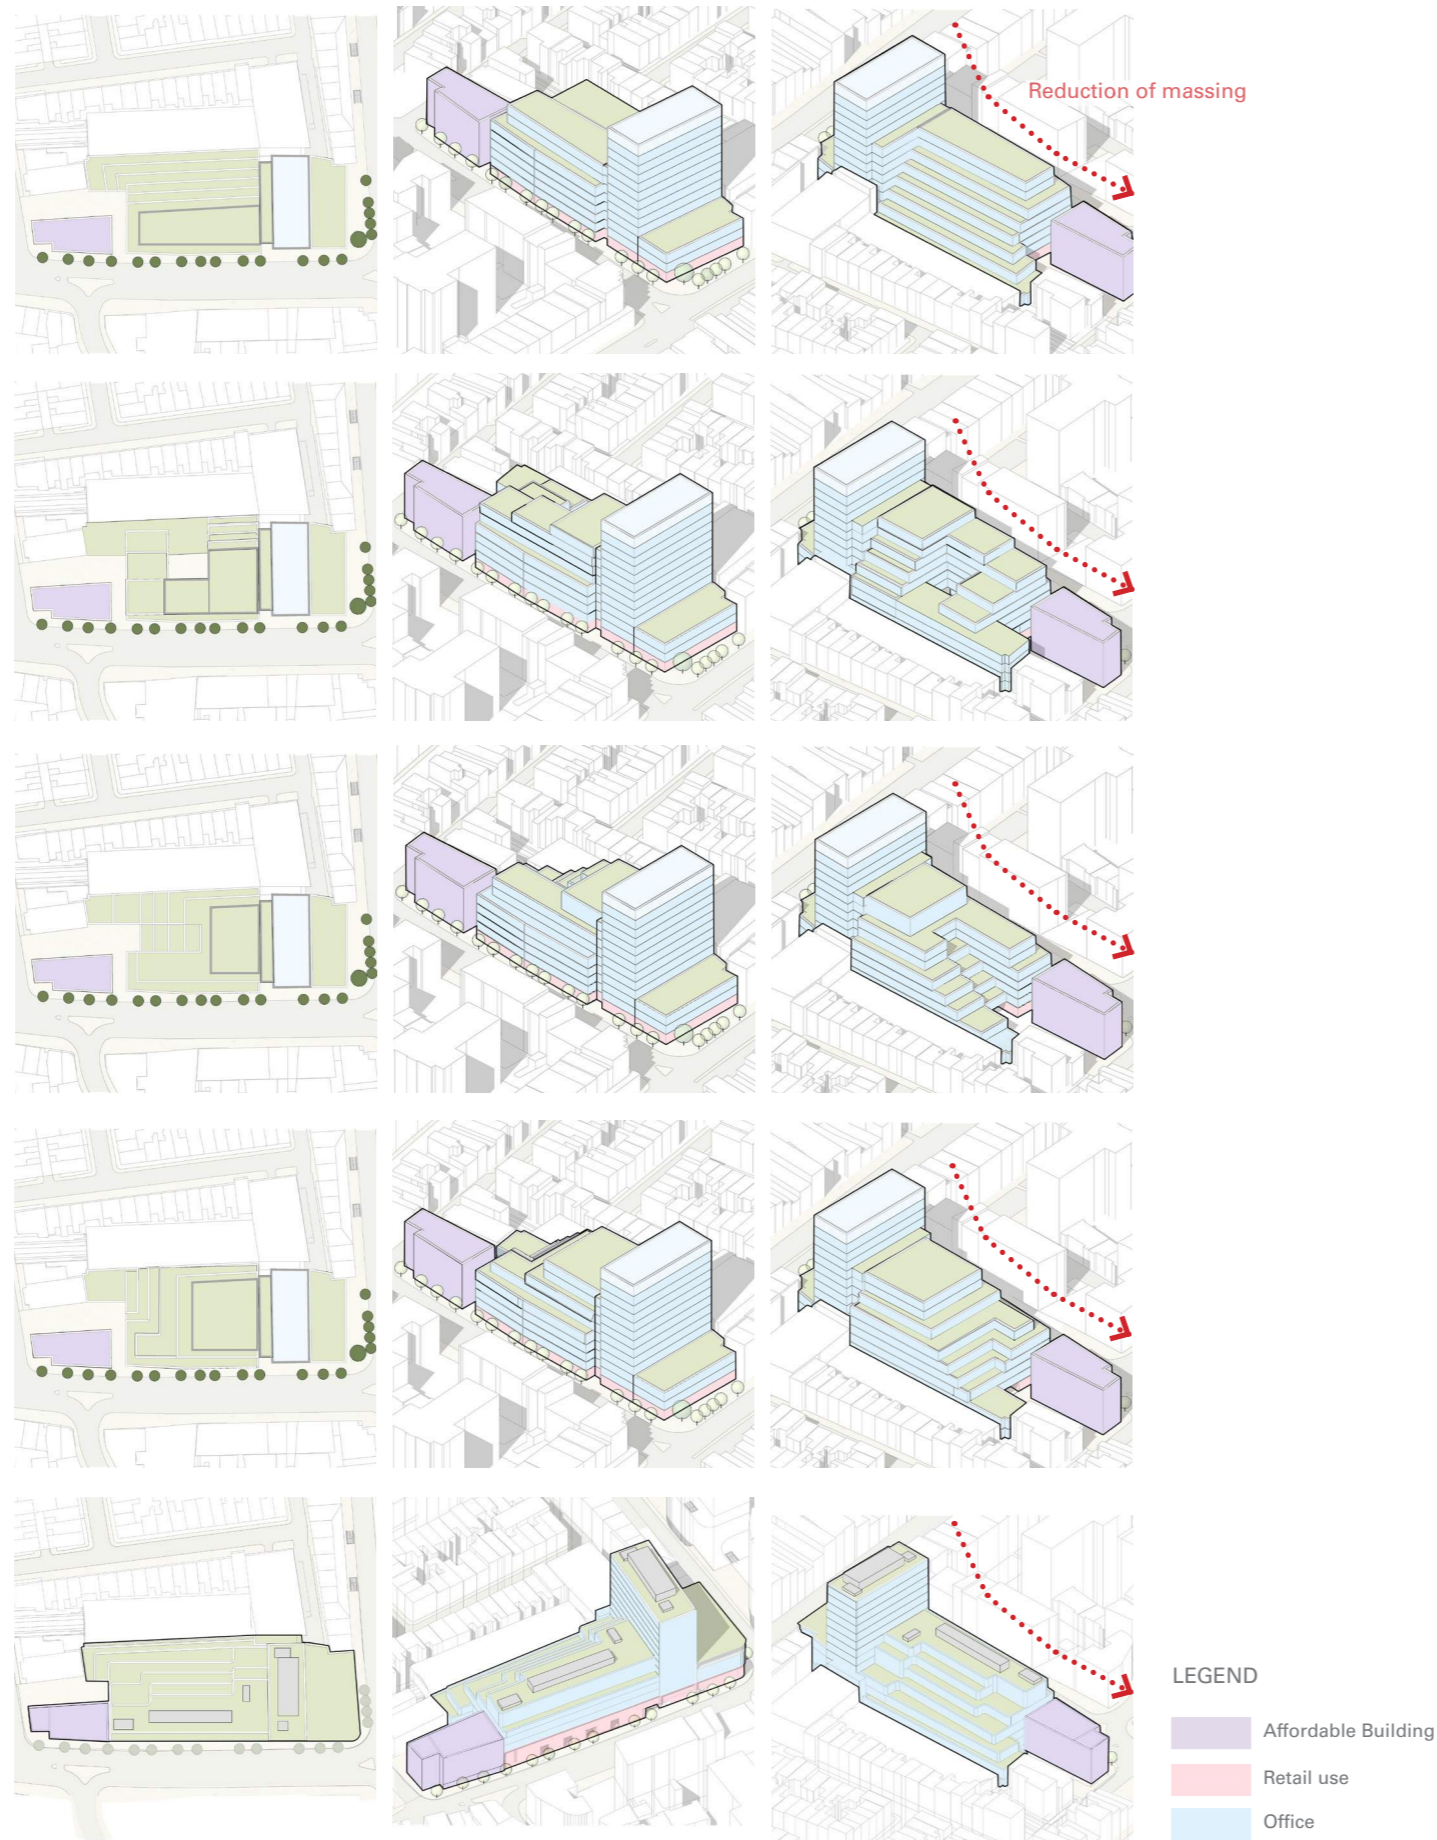 Reduction of massing
LEGEND
Affordable Building
Retail use
Office